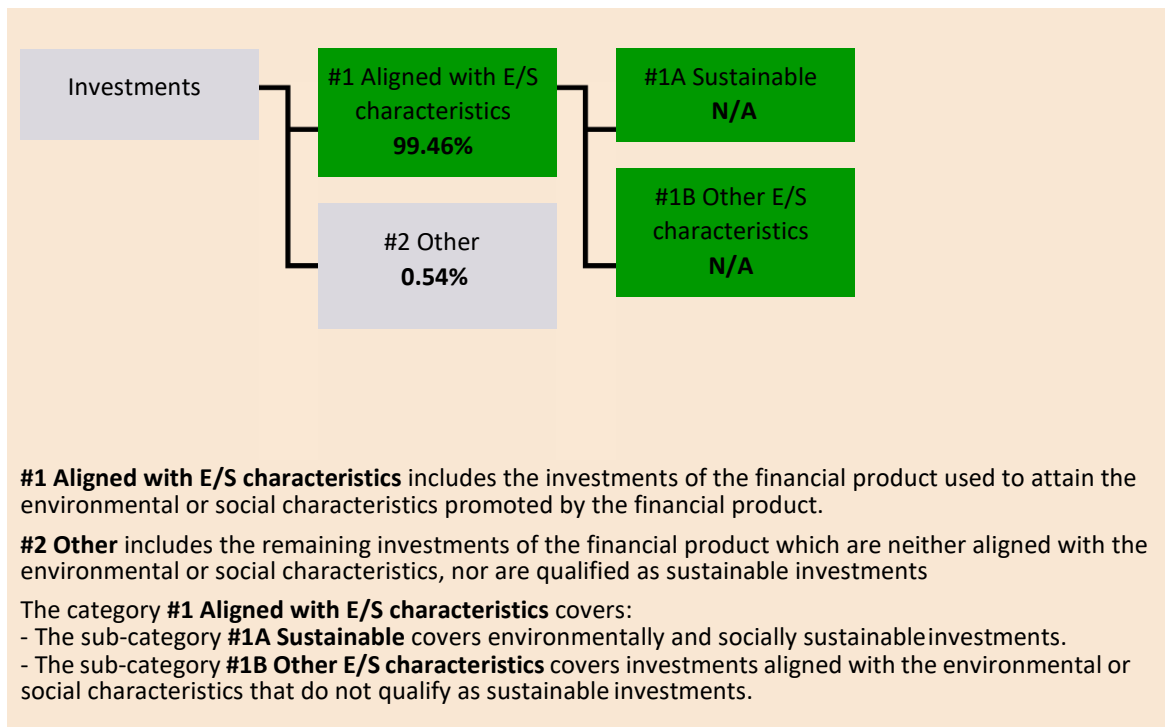 Investments
#1 Aligned with E/S
characteristics
99.46%
#2 Other
0.54%
#1A Sustainable
N/A
#1B Other E/S
characteristics
N/A
#1 Aligned with E/S characteristics includes the investments of the financial product used to attain the
environmental or social characteristics promoted by the financial product.
#2 Other includes the remaining investments of the financial product which are neither aligned with the
environmental or social characteristics, nor are qualified as sustainable investments
The category #1 Aligned with E/S characteristics covers:
- The sub-category #1A Sustainable covers environmentally and socially sustainable investments.
- The sub-category #1B Other E/S characteristics covers investments aligned with the environmental or
social characteristics that do not qualify as sustainable investments.